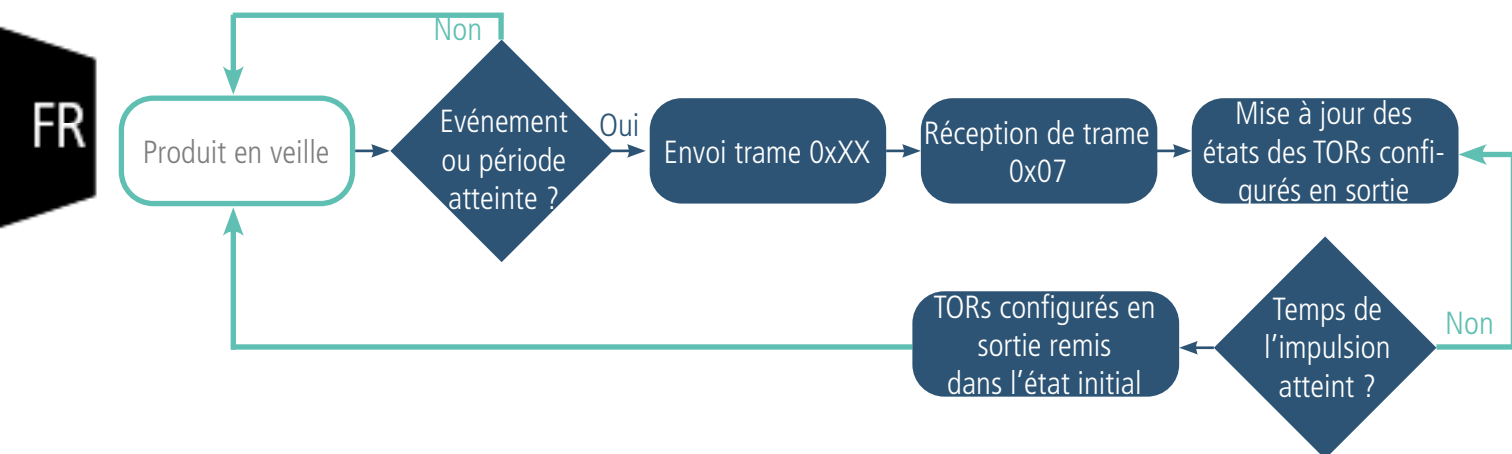 FR
Non
Produit en veille
Evénement
ou période
atteinte ?
Oui
Envoi trame 0xXX
Réception de trame
0x07
Mise à jour des
états des TORs confi-
gurés en sortie
Temps de
l'impulsion
atteint ?
Non
TORs configurés en
sortie remis
dans l'état initial